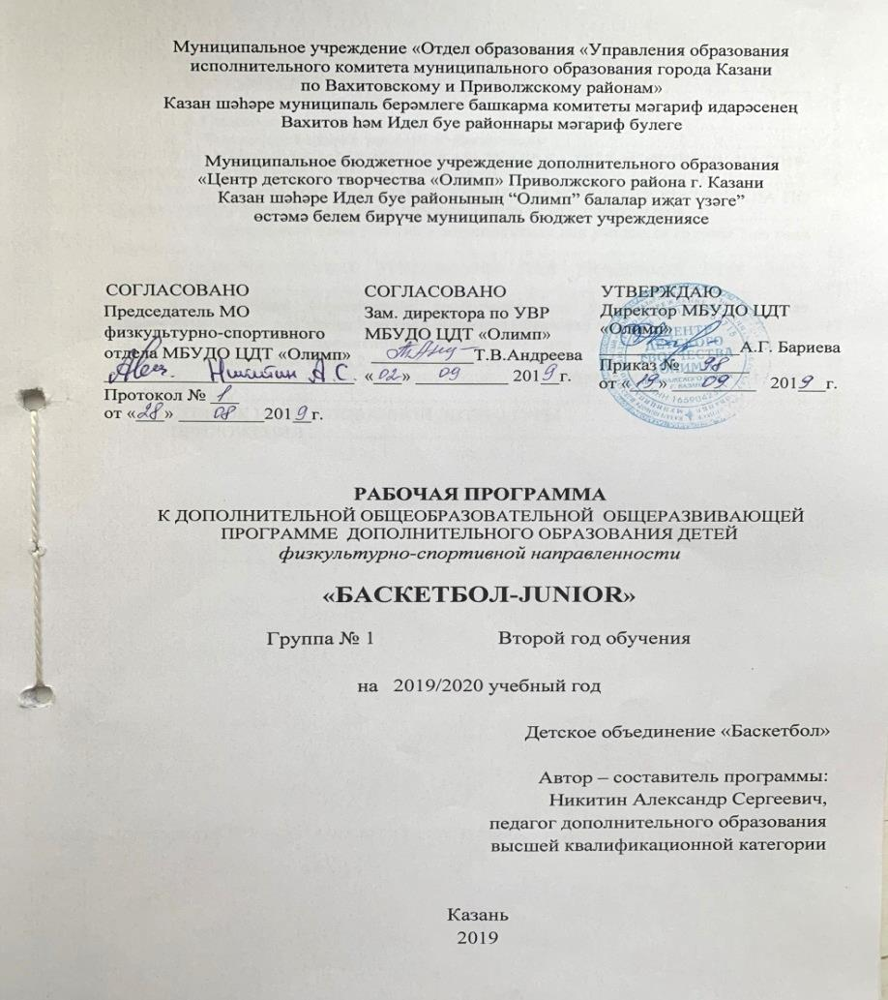 Муниципальное учреждение «Отдел образования «Управления образования
исполнительного комитета муниципального образования города Казани
по Вахитовскому и Приволжскому районам»
Казан шәһәре муниципаль берәмлеге башкарма комитеты мәгариф идарәсенең
Вахитов һәм Идел буе районнары мәгариф булеге
Муниципальное бюджетное учреждение дополнительного образования
«Центр детского творчества «Олимп» Приволжского района г. Казани
Казан шәһәре Идел буе районының “Олимп” балалар иҗат үзәге”
өстәмә белем бирүче муниципаль бюджет учреждениясе
СОГЛАСОВАНО
Председатель МО
физкультурно-спортивного
отдела МБУДО ЦДТ «Олимп»
Никитин А.С.
Протокол № 1
от «28» 08 2019г.
СОГЛАСОВАНО
Зам. директора по УВР
МБУДО ЦДТ «Олимп»
Т.В.Андреева
«02» 09 2019г.
УТВЕРЖДАЮ
Директор МБУДО ЦДТ
«Олимп»
А.Г. Бариева
Приказ № 98
от «19» 09 2019г.
РАБОЧАЯ ПРОГРАММА
К ДОПОЛНИТЕЛЬНОЙ ОБЩЕОБРАЗОВАТЕЛЬНОЙ ОБЩЕРАЗВИВАЮЩЕЙ
ПРОГРАММЕ ДОПОЛНИТЕЛЬНОГО ОБРАЗОВАНИЯ ДЕТЕЙ
физкультурно-спортивной направленности
«БАСКЕТБОЛ-JUNIOR»
Группа № 1 Второй год обучения
на 2019/2020 учебный год
Детское объединение «Баскетбол»
Автор – составитель программы:
Никитин Александр Сергеевич,
педагог дополнительного образования
высшей квалификационной категории
Казань
2019